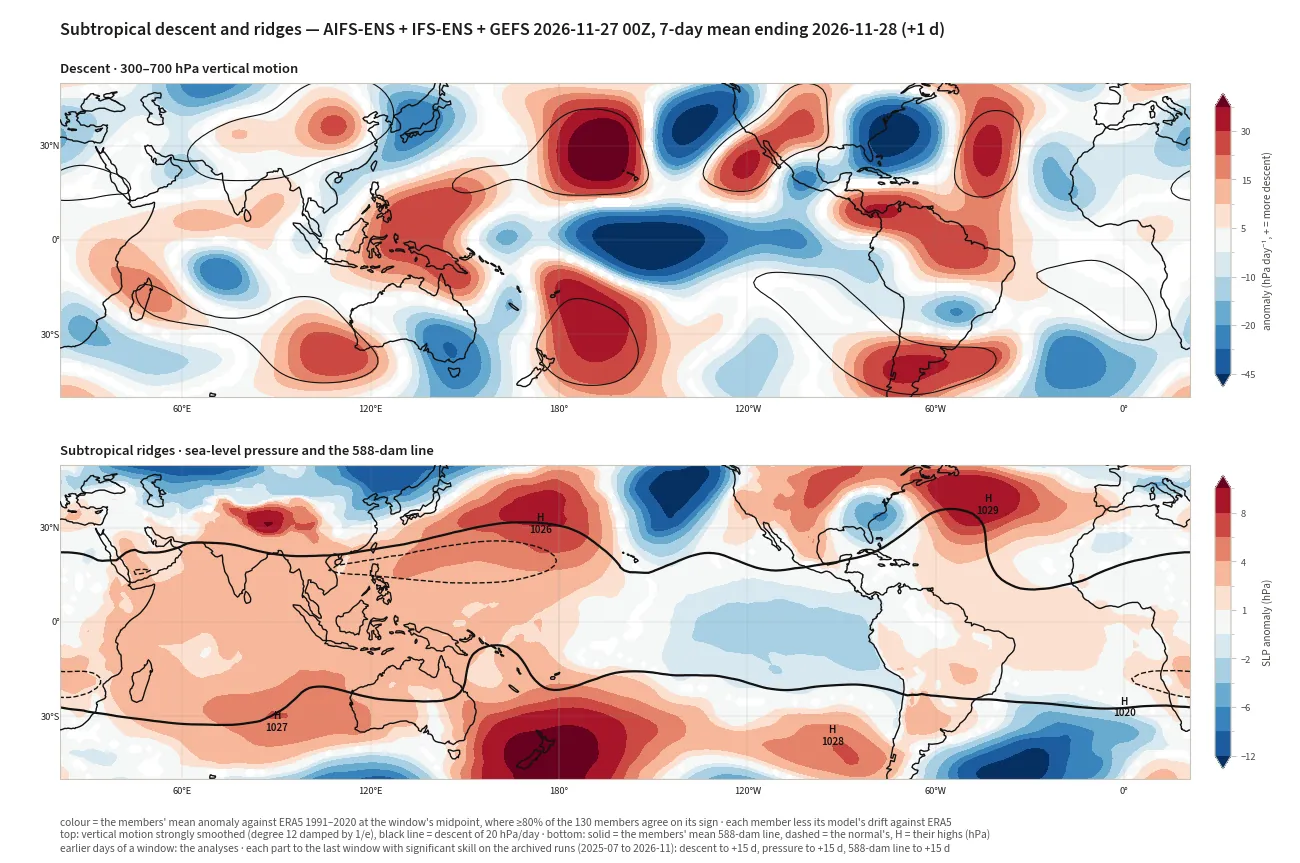 Subtropical descent and ridges — AIFS-ENS + IFS-ENS + GEFS 2026-11-27 00Z, 7-day mean ending 2026-11-28 (+1 d)
Descent · 300–700 hPa vertical motion
30°N
0°
30°S
60°E
120°E
180°
120°W
60°W
0°
30
15
5
−10
−20
−45
anomaly (hPa day⁻¹, + = more descent)
Subtropical ridges · sea-level pressure and the 588-dam line
H
1026
H
1029
H
1027
H
1028
H
1020
30°N
0°
30°S
60°E
120°E
180°
120°W
60°W
0°
8
4
1
−2
−6
−12
SLP anomaly (hPa)
colour = the members' mean anomaly against ERA5 1991–2020 at the window's midpoint, where ≥80% of the 130 members agree on its sign · each member less its model's drift against ERA5
top: vertical motion strongly smoothed (degree 12 damped by 1/e), black line = descent of 20 hPa/day · bottom: solid = the members' mean 588-dam line, dashed = the normal's, H = their highs (hPa)
earlier days of a window: the analyses · each part to the last window with significant skill on the archived runs (2025-07 to 2026-11): descent to +15 d, pressure to +15 d, 588-dam line to +15 d